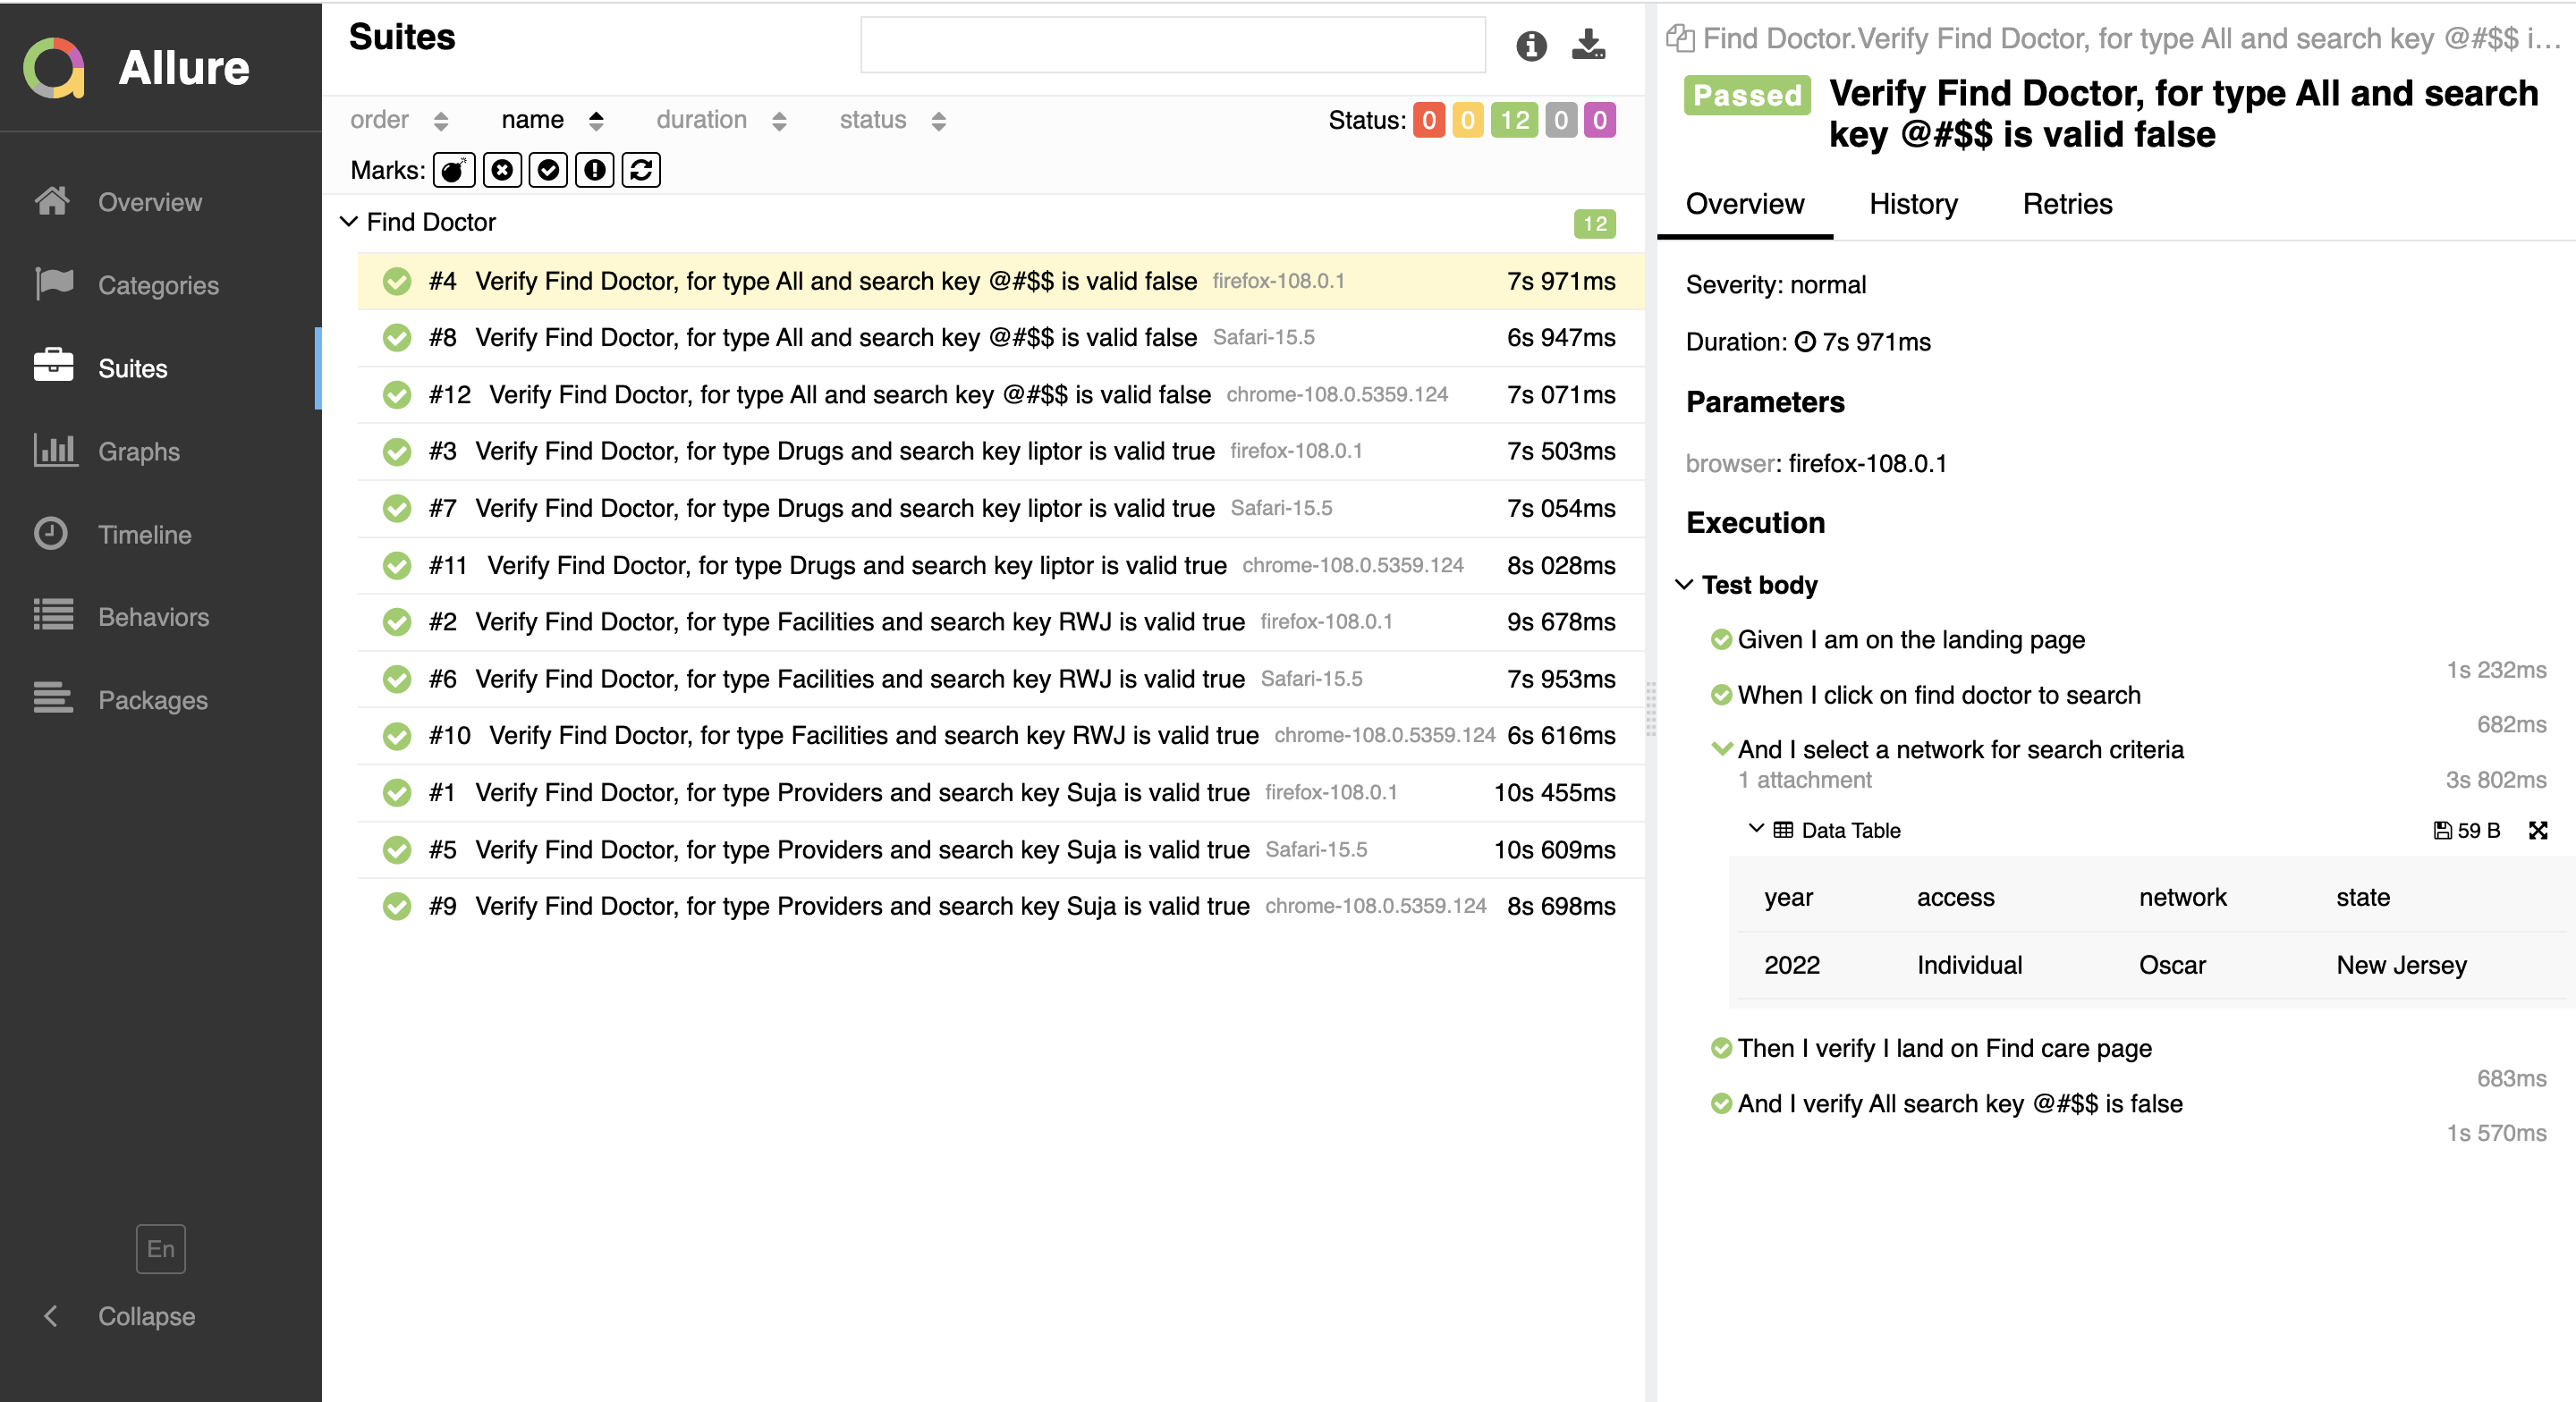 Allure
Overview
Categories
Suites
Graphs
Timeline
Behaviors
Packages
En
Collapse
Suites
order name duration status Status: 0 0 12 0 0
Marks:
Find Doctor 12
#4 Verify Find Doctor, for type All and search key @#$$ is valid false firefox-108.0.1 7s 971ms
#8 Verify Find Doctor, for type All and search key @#$$ is valid false Safari-15.5 6s 947ms
#12 Verify Find Doctor, for type All and search key @#$$ is valid false chrome-108.0.5359.124 7s 071ms
#3 Verify Find Doctor, for type Drugs and search key liptor is valid true firefox-108.0.1 7s 503ms
#7 Verify Find Doctor, for type Drugs and search key liptor is valid true Safari-15.5 7s 054ms
#11 Verify Find Doctor, for type Drugs and search key liptor is valid true chrome-108.0.5359.124 8s 028ms
#2 Verify Find Doctor, for type Facilities and search key RWJ is valid true firefox-108.0.1 9s 678ms
#6 Verify Find Doctor, for type Facilities and search key RWJ is valid true Safari-15.5 7s 953ms
#10 Verify Find Doctor, for type Facilities and search key RWJ is valid true chrome-108.0.5359.124 6s 616ms
#1 Verify Find Doctor, for type Providers and search key Suja is valid true firefox-108.0.1 10s 455ms
#5 Verify Find Doctor, for type Providers and search key Suja is valid true Safari-15.5 10s 609ms
#9 Verify Find Doctor, for type Providers and search key Suja is valid true chrome-108.0.5359.124 8s 698ms
Find Doctor.Verify Find Doctor, for type All and search key @#$$ i…
Passed Verify Find Doctor, for type All and search
key @#$$ is valid false
Overview History Retries
Severity: normal
Duration: 7s 971ms
Parameters
browser: firefox-108.0.1
Execution
Test body
Given I am on the landing page
1s 232ms
When I click on find doctor to search
682ms
And I select a network for search criteria
1 attachment 3s 802ms
Data Table 59 B
year access network state
2022 Individual Oscar New Jersey
Then I verify I land on Find care page
683ms
And I verify All search key @#$$ is false
1s 570ms